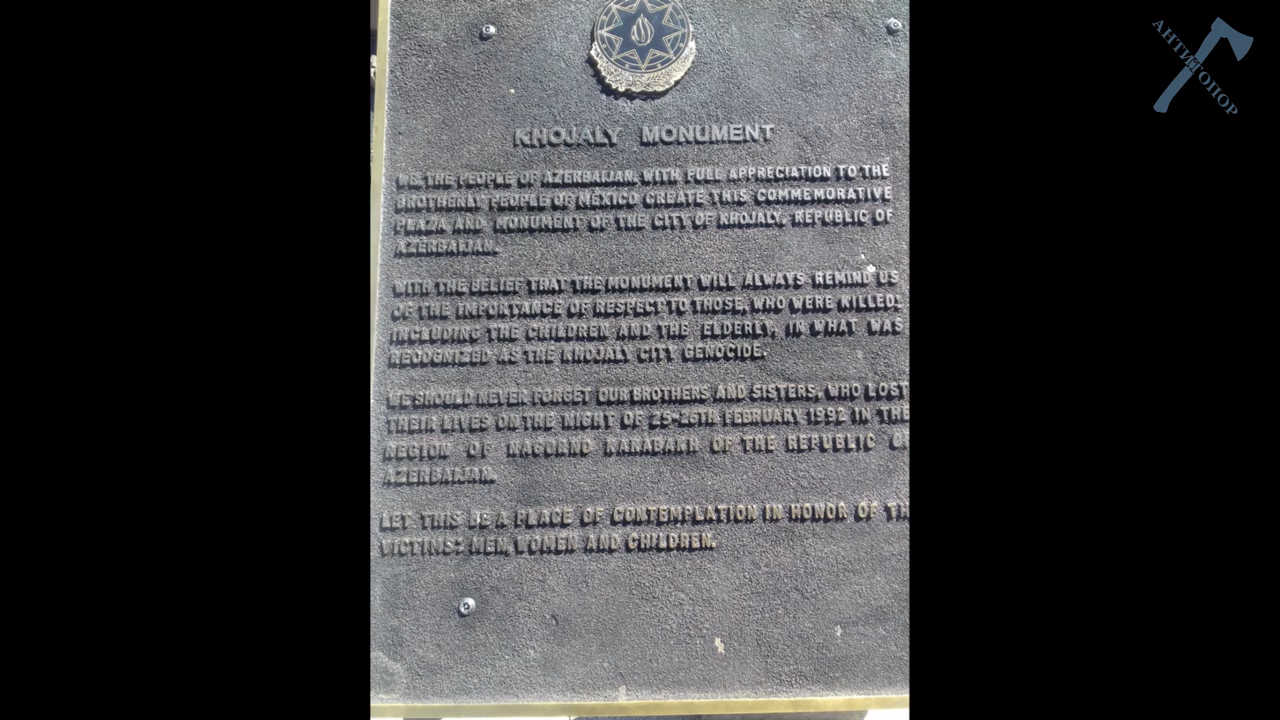 АНТИТОПОР
KHOJALY MONUMENT
WE, THE PEOPLE OF AZERBAIJAN, WITH FULL APPRECIATION TO THE
BROTHERLY PEOPLE OF MEXICO CREATE THIS COMMEMORATIVE
PLAZA AND MONUMENT OF THE CITY OF KHOJALY, REPUBLIC OF
AZERBAIJAN.
WITH THE BELIEF THAT THE MONUMENT WILL ALWAYS REMIND US
OF THE IMPORTANCE OF RESPECT TO THOSE, WHO WERE KILLED:
INCLUDING THE CHILDREN AND THE ELDERLY, IN WHAT WAS
RECOGNIZED AS THE KHOJALY CITY GENOCIDE.
WE SHOULD NEVER FORGET OUR BROTHERS AND SISTERS, WHO LOST
THEIR LIVES ON THE NIGHT OF 25-26TH FEBRUARY 1992 IN THE
REGION OF NAGORNO KARABAKH OF THE REPUBLIC OF
AZERBAIJAN.
LET THIS BE A PLACE OF CONTEMPLATION IN HONOR OF TH
VICTINS: MEN, WOMEN AND CHILDREN.